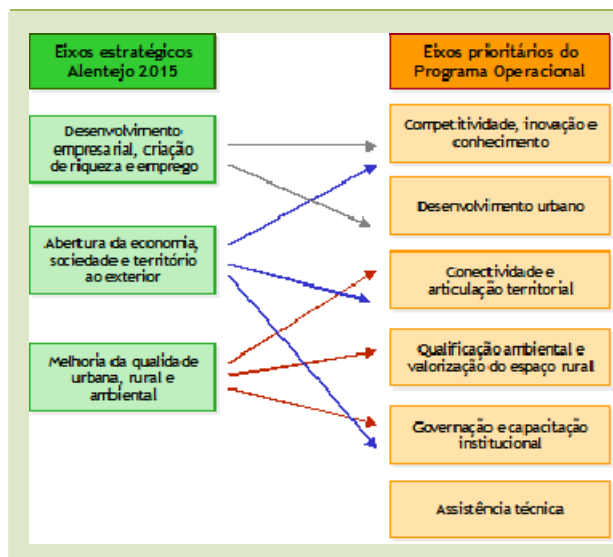 Eixos estratégicos
Alentejo 2015
Desenvolvimento
empresarial, criação
de riqueza e emprego
Abertura da economia,
sociedade e território
ao exterior
Melhoria da qualidade
urbana, rural e
ambiental
Eixos prioritários do
Programa Operacional
Competitividade, inovação e
conhecimento
Desenvolvimento urbano
Conectividade e
articulação territorial
Qualificação ambiental e
valorização do espaço rural
Governação e capacitação
institucional
Assistência técnica